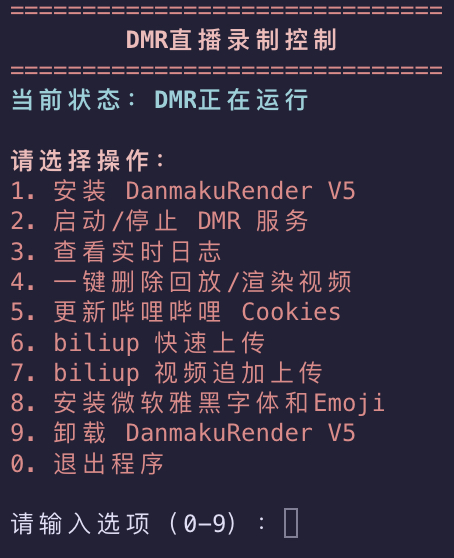 ==============================
DMR直播录制控制
==============================
当前状态：DMR正在运行
请选择操作：
1. 安装 DanmakuRender V5
2. 启动/停止 DMR 服务
3. 查看实时日志
4. 一键删除回放/渲染视频
5. 更新哔哩哔哩 Cookies
6. biliup 快速上传
7. biliup 视频追加上传
8. 安装微软雅黑字体和Emoji
9. 卸载 DanmakuRender V5
0. 退出程序
请输入选项（0-9）：